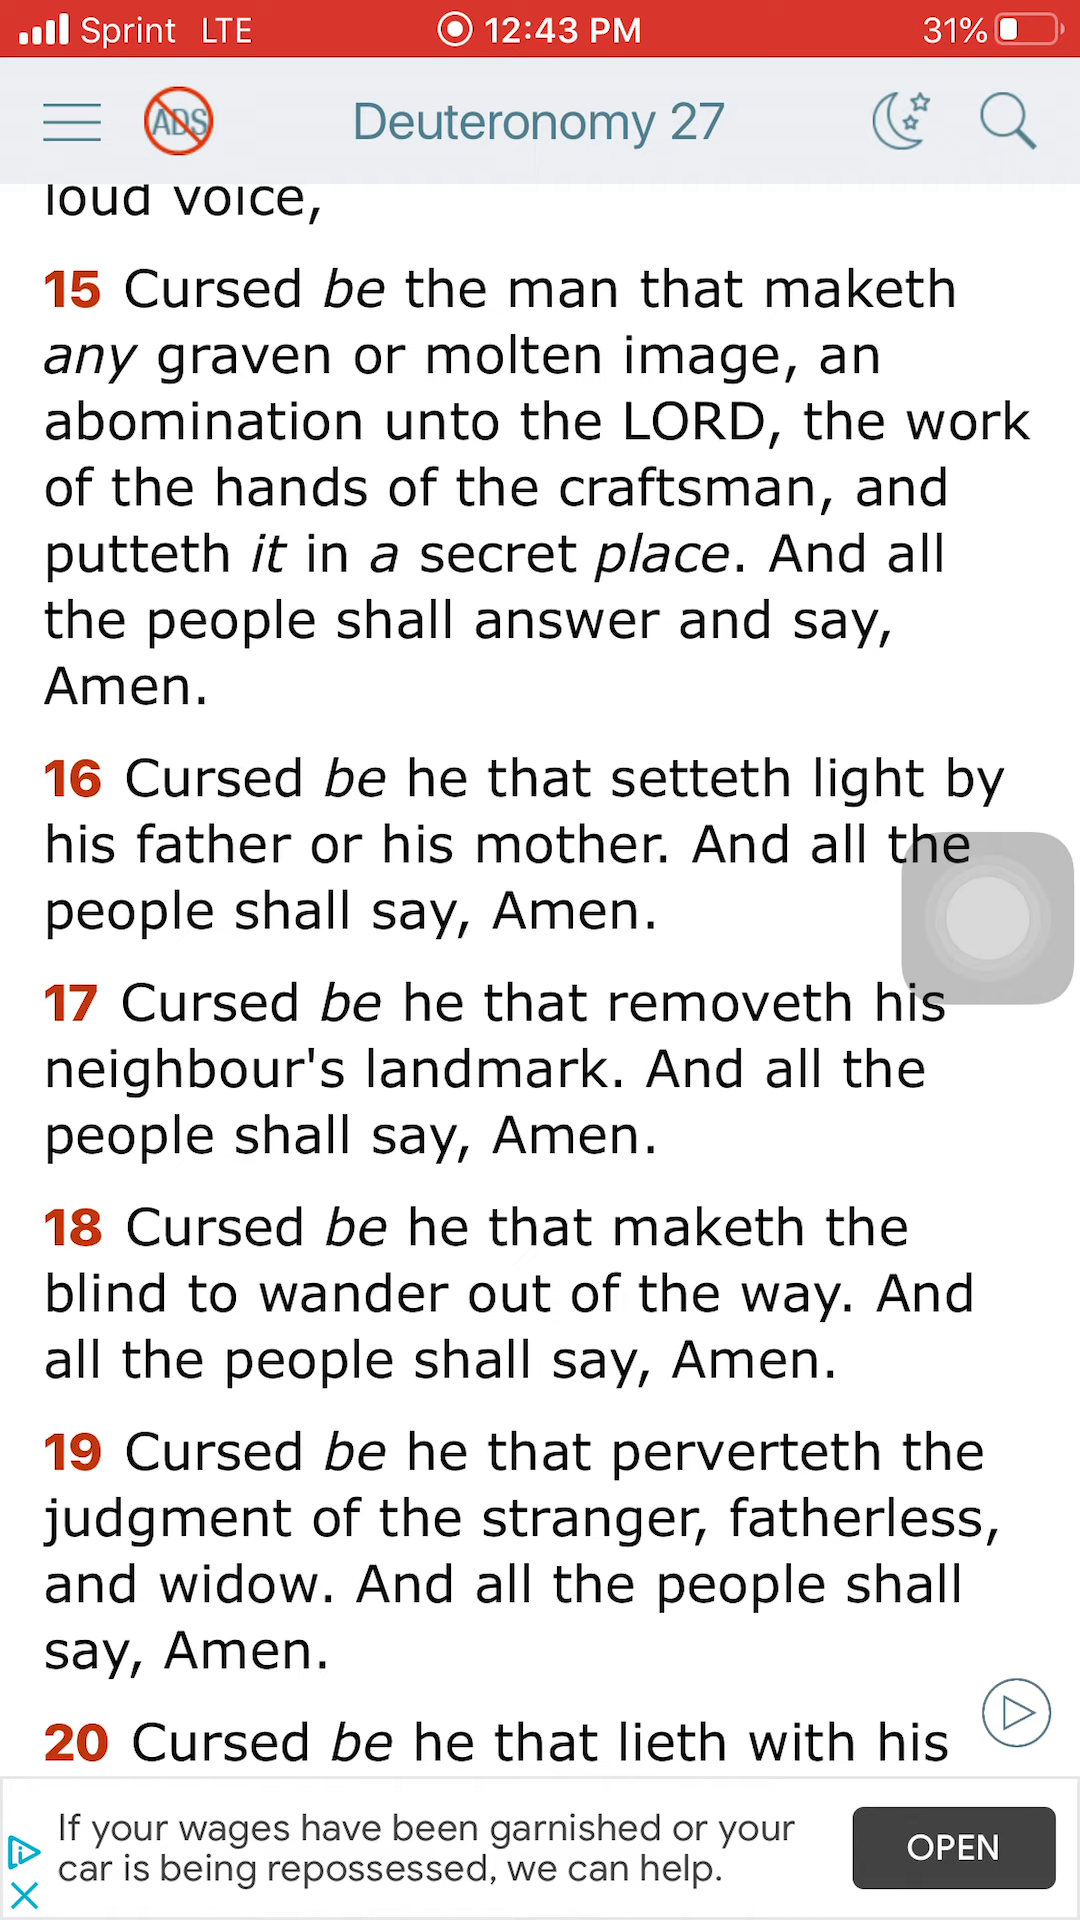 Sprint LTE 12:43 PM 31%
ADS Deuteronomy 27
loud voice,
15 Cursed be the man that maketh
any graven or molten image, an
abomination unto the LORD, the work
of the hands of the craftsman, and
putteth it in a secret place. And all
the people shall answer and say,
Amen.
16 Cursed be he that setteth light by
his father or his mother. And all the
people shall say, Amen.
17 Cursed be he that removeth his
neighbour's landmark. And all the
people shall say, Amen.
18 Cursed be he that maketh the
blind to wander out of the way. And
all the people shall say, Amen.
19 Cursed be he that perverteth the
judgment of the stranger, fatherless,
and widow. And all the people shall
say, Amen.
20 Cursed be he that lieth with his
If your wages have been garnished or your
car is being repossessed, we can help.
OPEN